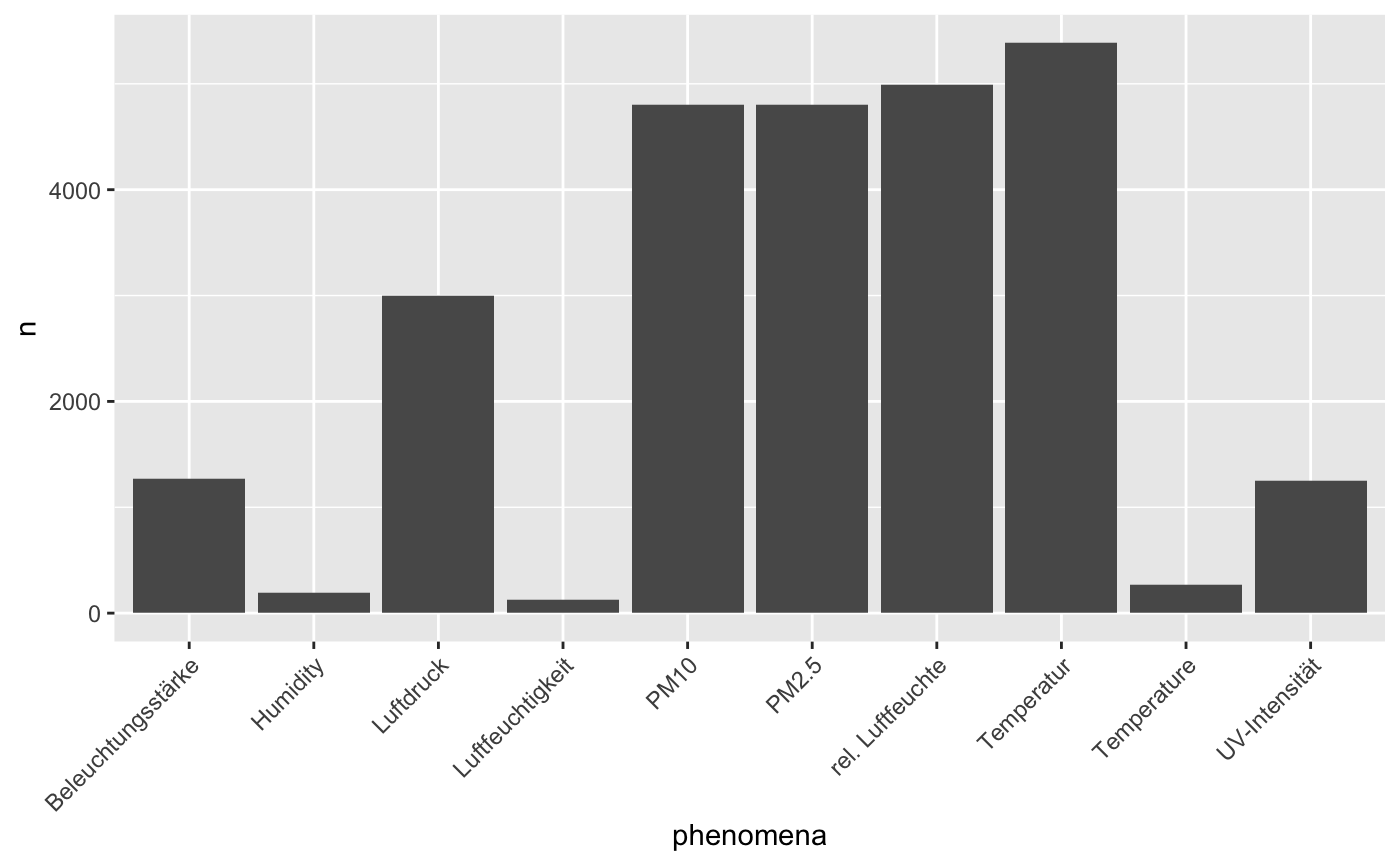 n
4000
2000
0
Beleuchtungsstärke
Humidity
Luftdruck
Luftfeuchtigkeit
PM10
PM2.5
rel. Luftfeuchte
Temperatur
Temperature
UV-Intensität
phenomena